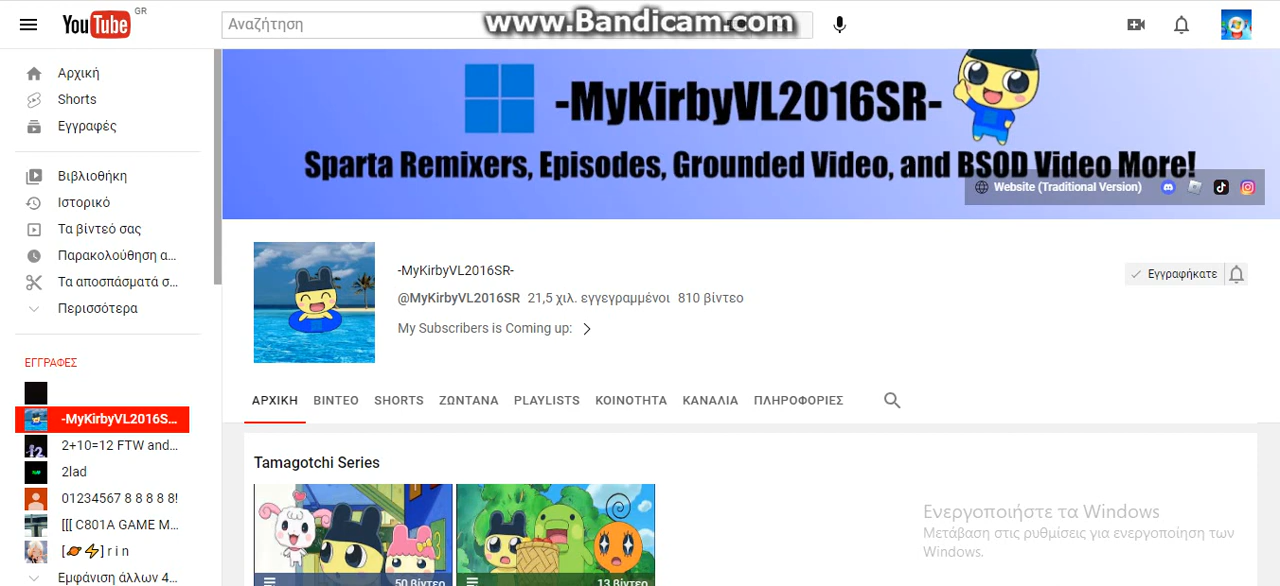 YouTube GR
Αναζήτηση
www.Bandicam.com
Αρχική
Shorts
Εγγραφές
Βιβλιοθήκη
Ιστορικό
Τα βίντεό σας
Παρακολούθηση α...
Τα αποσπάσματά σ...
Περισσότερα
ΕΓΓΡΑΦΕΣ
-MyKirbyVL2016S...
2+10=12 FTW and...
2lad
01234567 8 8 8 8 8!
[[[ C801A GAME M...
[🪐⚡] r i n
Εμφάνιση άλλων 4...
-MyKirbyVL2016SR-
Sparta Remixers, Episodes, Grounded Video, and BSOD Video More!
Website (Traditional Version)
-MyKirbyVL2016SR-
@MyKirbyVL2016SR 21,5 χιλ. εγγεγραμμένοι 810 βίντεο
My Subscribers is Coming up:
Εγγραφήκατε
ΑΡΧΙΚΗ ΒΙΝΤΕΟ SHORTS ΖΩΝΤΑΝΑ PLAYLISTS ΚΟΙΝΟΤΗΤΑ ΚΑΝΑΛΙΑ ΠΛΗΡΟΦΟΡΙΕΣ
Tamagotchi Series
50 βίντεο
13 βίντεο
Ενεργοποιήστε τα Windows
Μετάβαση στις ρυθμίσεις για ενεργοποίηση των
Windows.